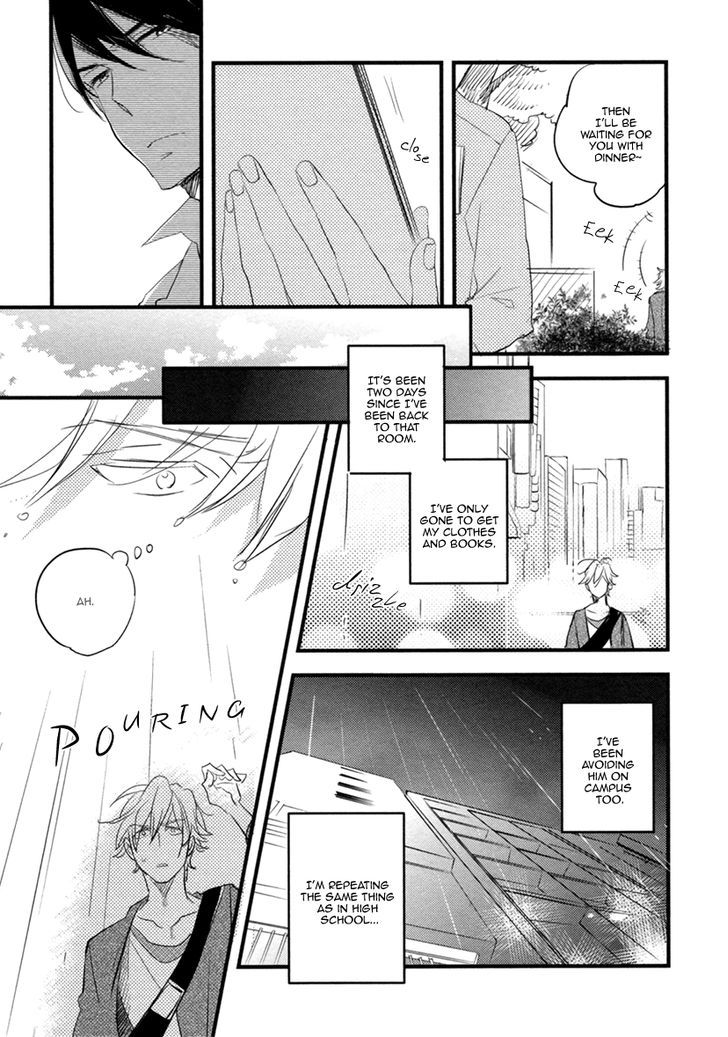 THEN
I'LL BE
WAITING FOR
YOU WITH
DINNER~
Eek
Eek
close
IT'S BEEN
TWO DAYS
SINCE I'VE
BEEN BACK
TO THAT
ROOM.
I'VE ONLY
GONE TO GET
MY CLOTHES
AND BOOKS.
drizzle
AH.
POURING
I'VE
BEEN
AVOIDING
HIM ON
CAMPUS
TOO.
I'M REPEATING
THE SAME THING
AS IN HIGH
SCHOOL...